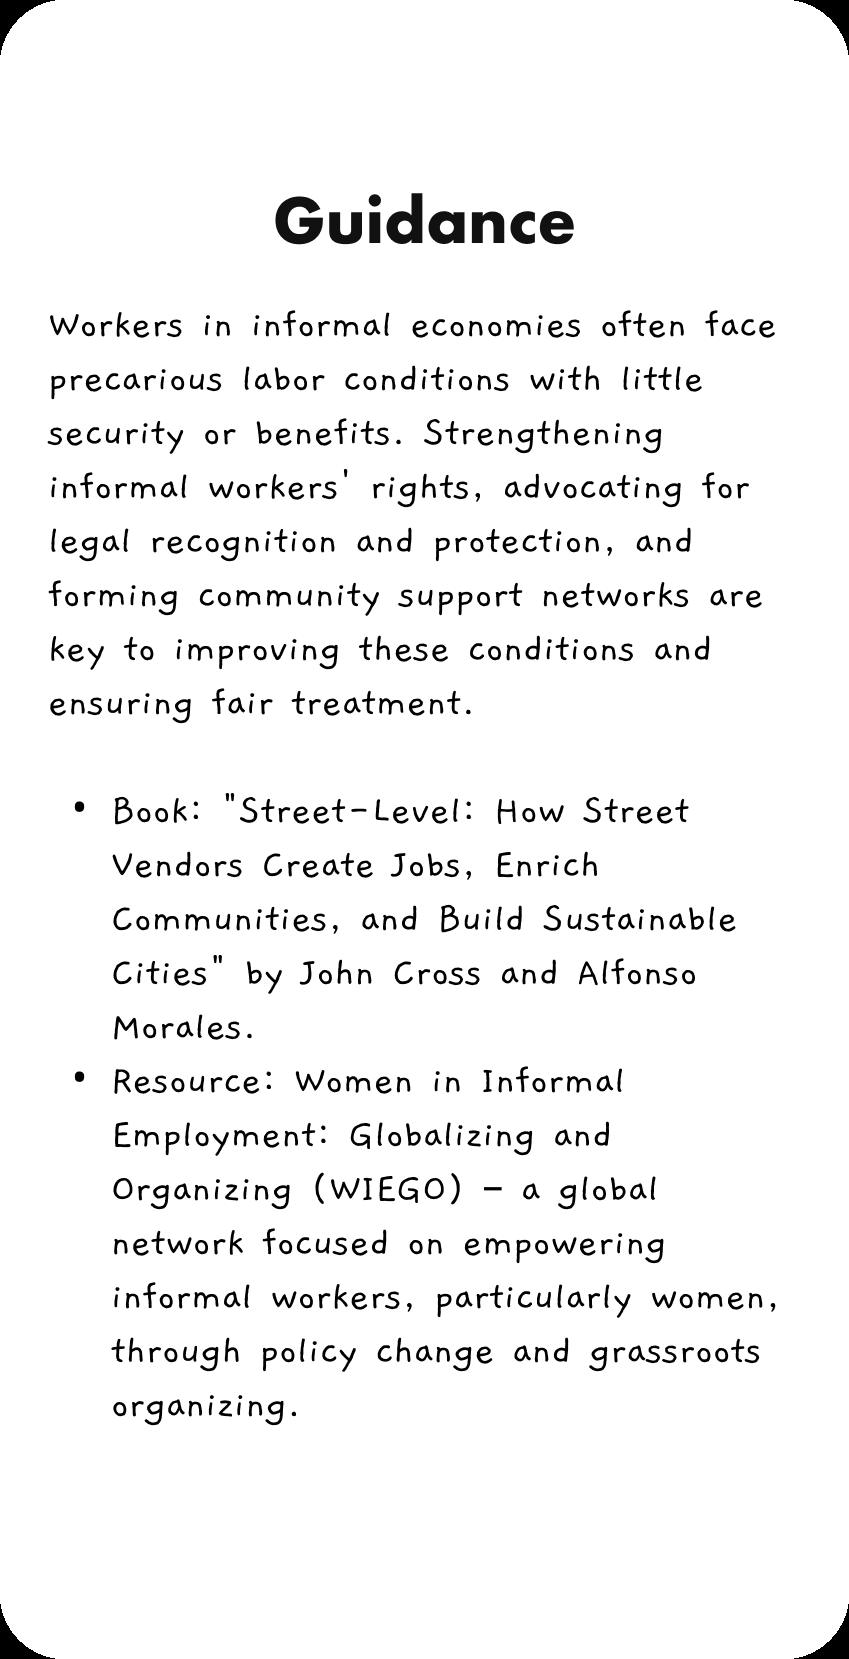 Guidance
Workers in informal economies often face
precarious labor conditions with little
security or benefits. Strengthening
informal workers' rights, advocating for
legal recognition and protection, and
forming community support networks are
key to improving these conditions and
ensuring fair treatment.
• Book: "Street-Level: How Street
Vendors Create Jobs, Enrich
Communities, and Build Sustainable
Cities" by John Cross and Alfonso
Morales.
• Resource: Women in Informal
Employment: Globalizing and
Organizing (WIEGO) – a global
network focused on empowering
informal workers, particularly women,
through policy change and grassroots
organizing.